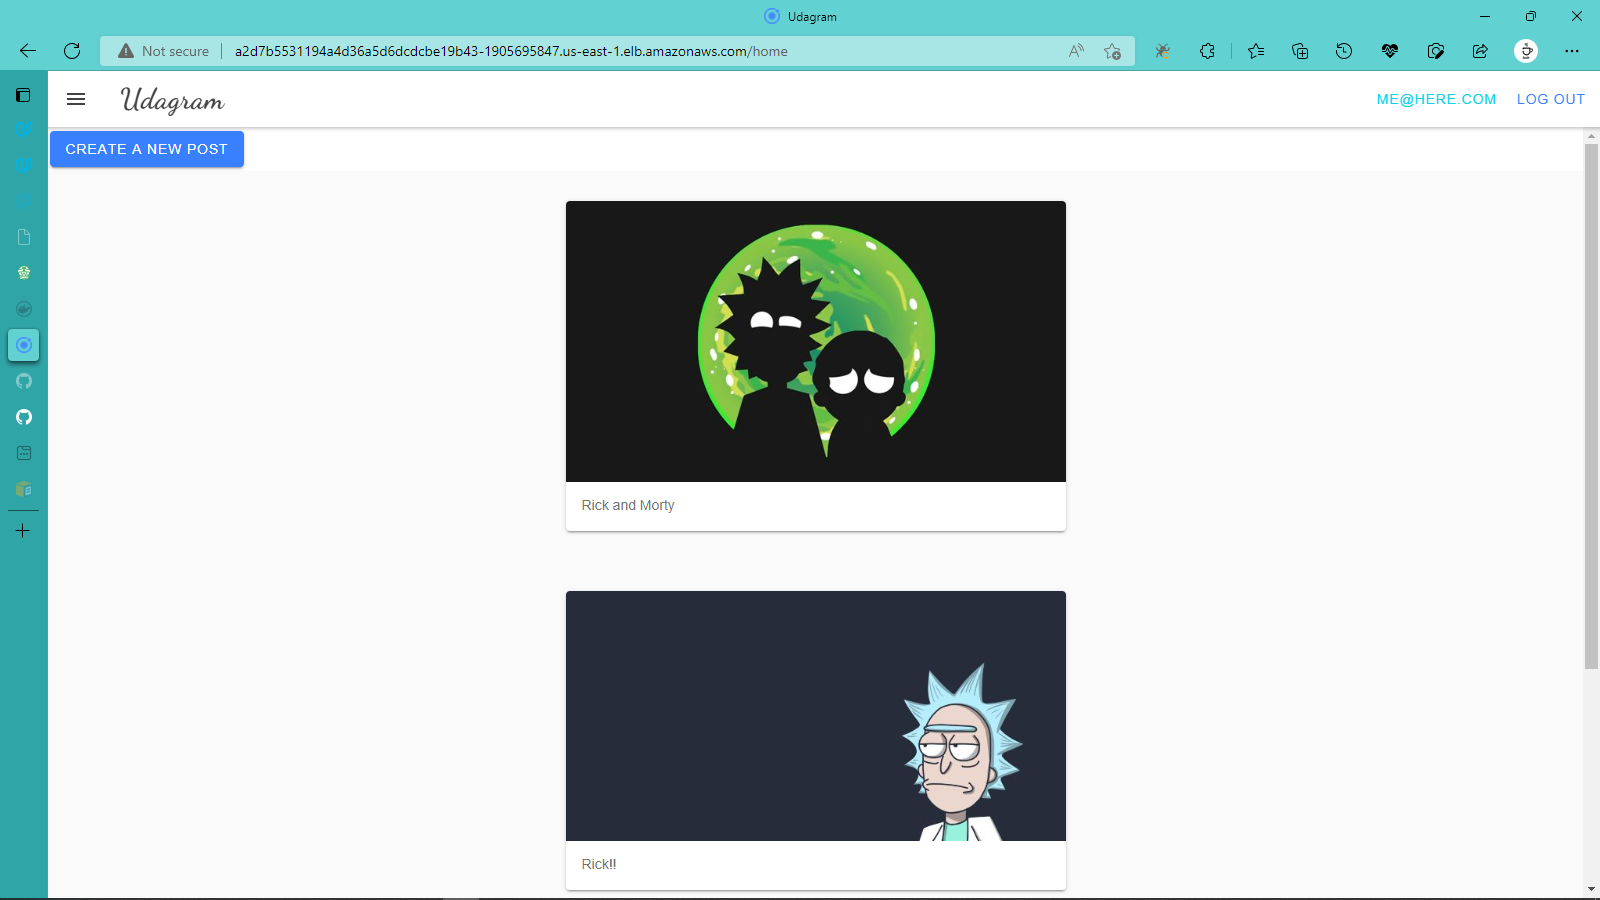 Udagram
Not secure
a2d7b5531194a4d36a5d6dcdcbe19b43-1905695847.us-east-1.elb.amazonaws.com/home
Udagram
ME@HERE.COM
LOG OUT
CREATE A NEW POST
Rick and Morty
Rick!!